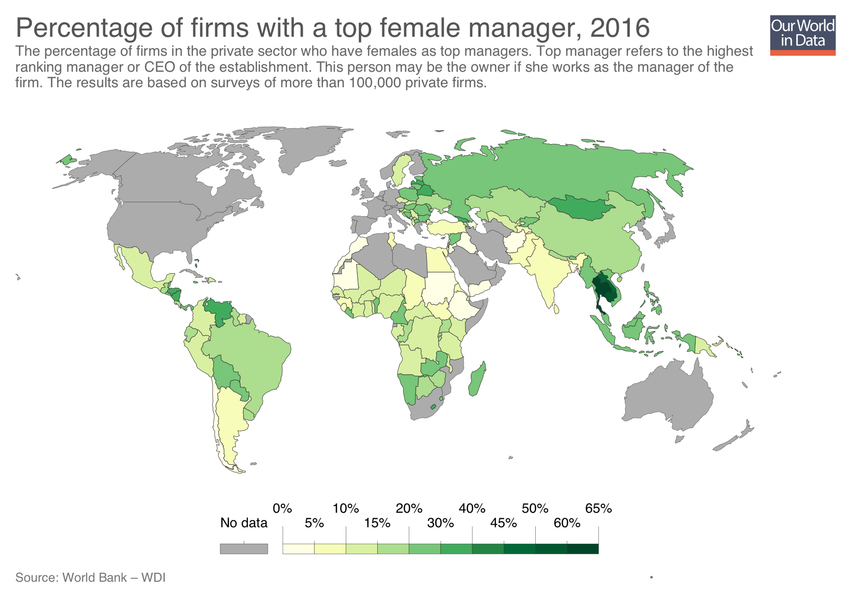 Percentage of firms with a top female manager, 2016
Our World
in Data
The percentage of firms in the private sector who have females as top managers. Top manager refers to the highest
ranking manager or CEO of the establishment. This person may be the owner if she works as the manager of the
firm. The results are based on surveys of more than 100,000 private firms.
0% 10% 20% 40% 50% 65%
No data 5% 15% 30% 45% 60%
Source: World Bank – WDI